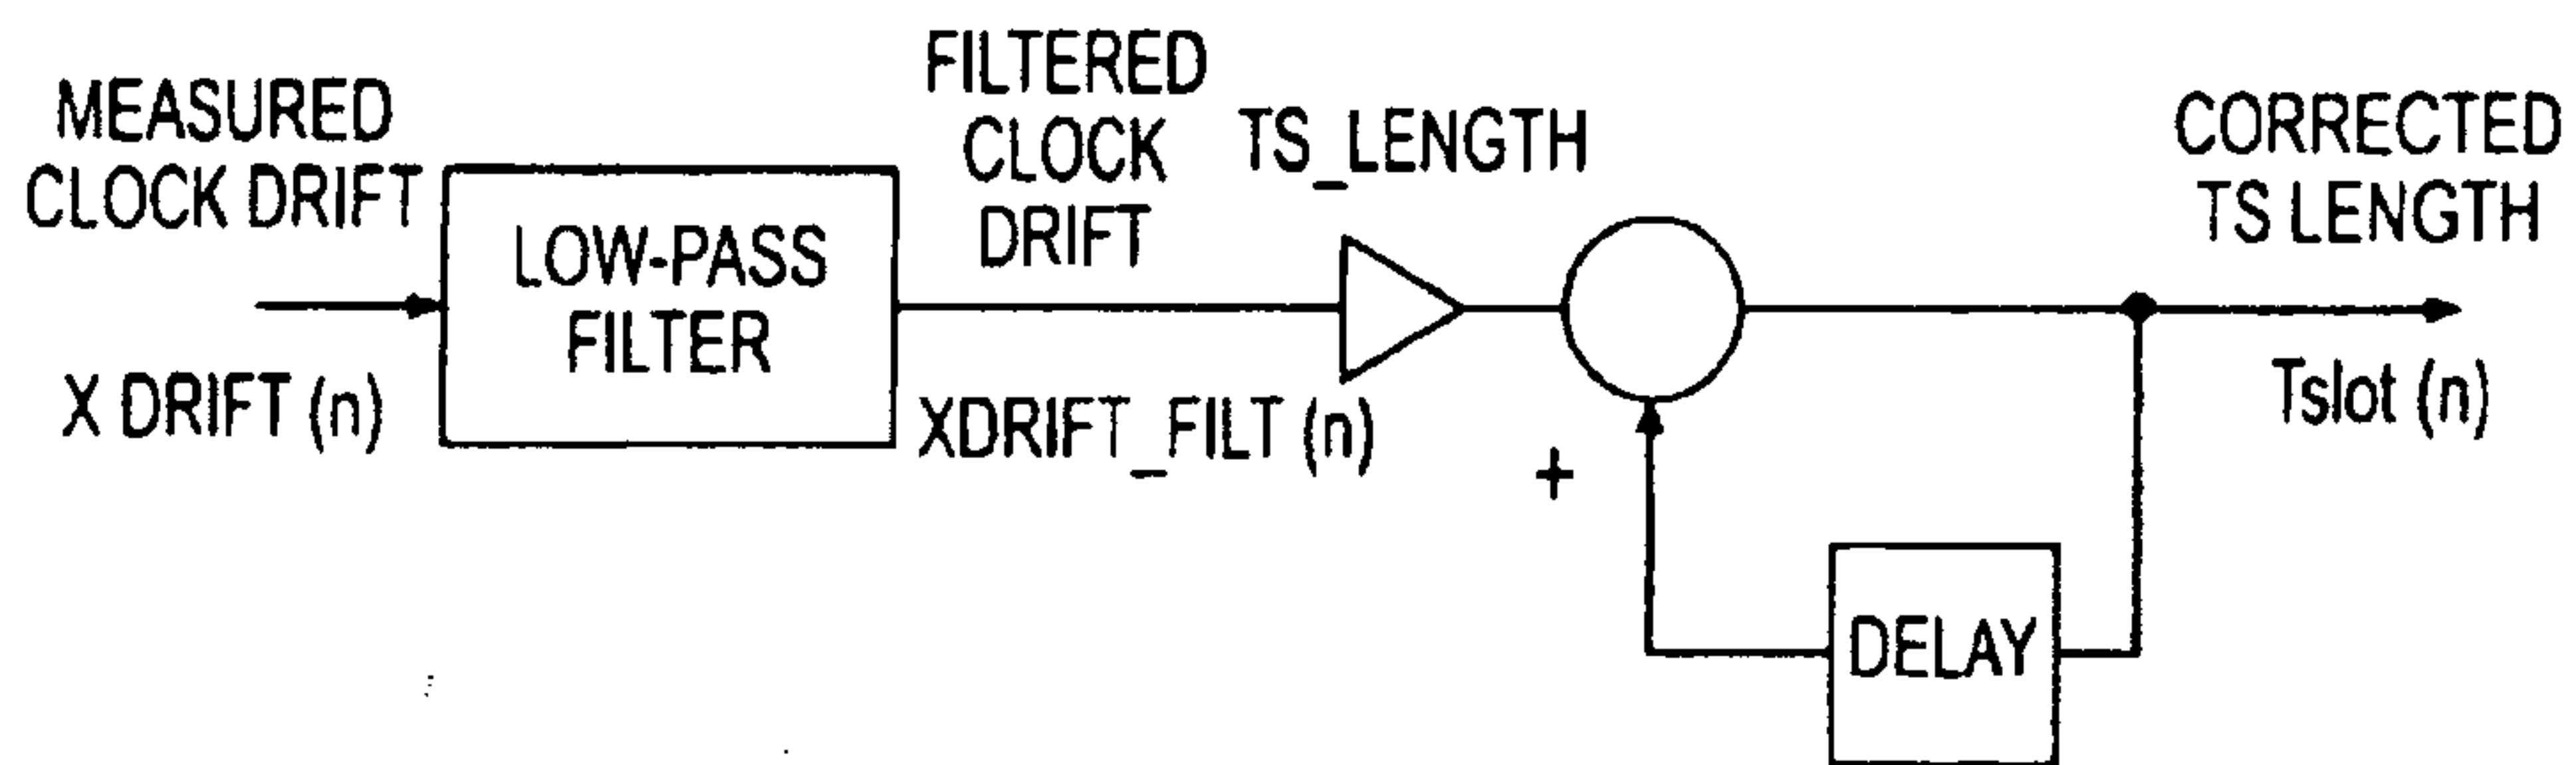 MEASURED
CLOCK DRIFT
X DRIFT (n)
LOW-PASS
FILTER
FILTERED
CLOCK
DRIFT
XDRIFT_FILT (n)
TS_LENGTH
+
DELAY
CORRECTED
TS LENGTH
Tslot (n)